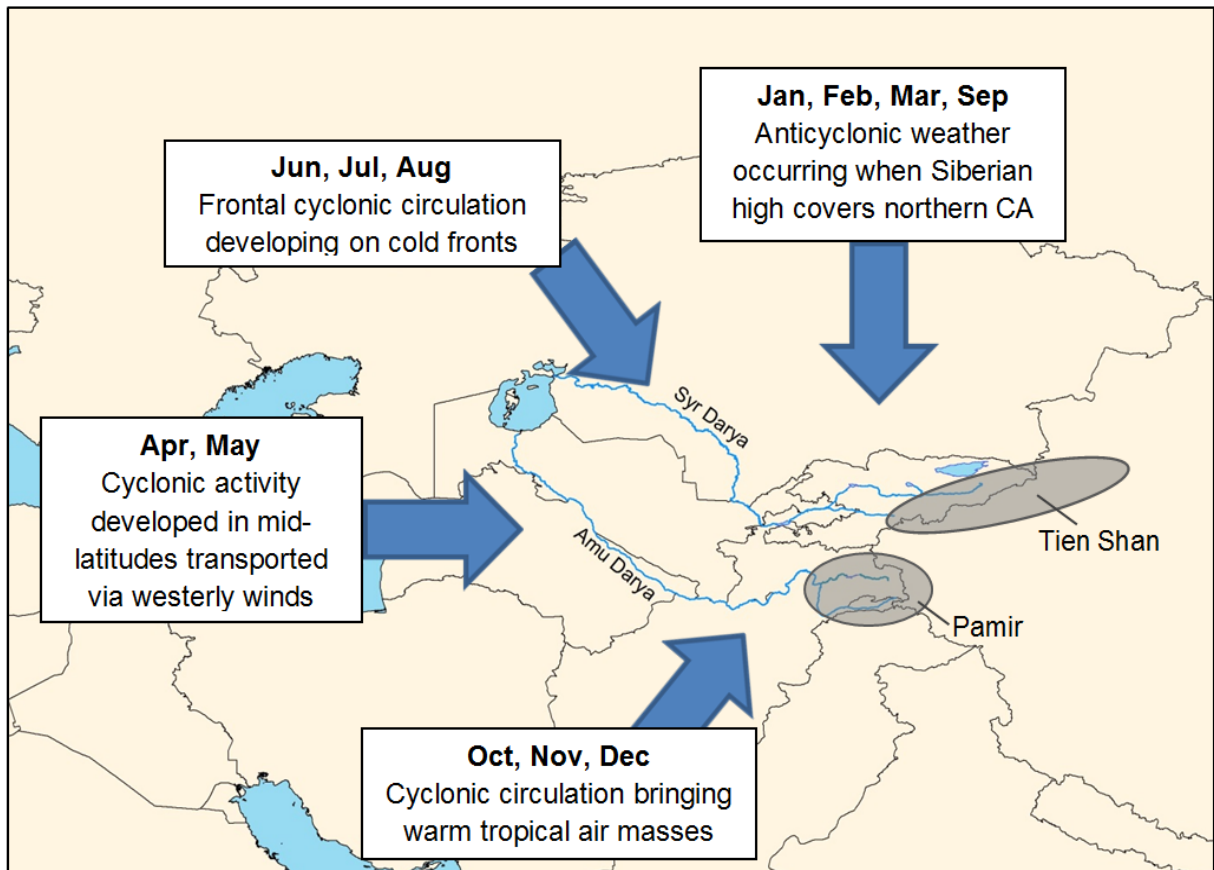 Jan, Feb, Mar, Sep
Anticyclonic weather
occurring when Siberian
high covers northern CA
Jun, Jul, Aug
Frontal cyclonic circulation
developing on cold fronts
Apr, May
Cyclonic activity
developed in mid-
latitudes transported
via westerly winds
Syr Darya
Amu Darya
Tien Shan
Pamir
Oct, Nov, Dec
Cyclonic circulation bringing
warm tropical air masses